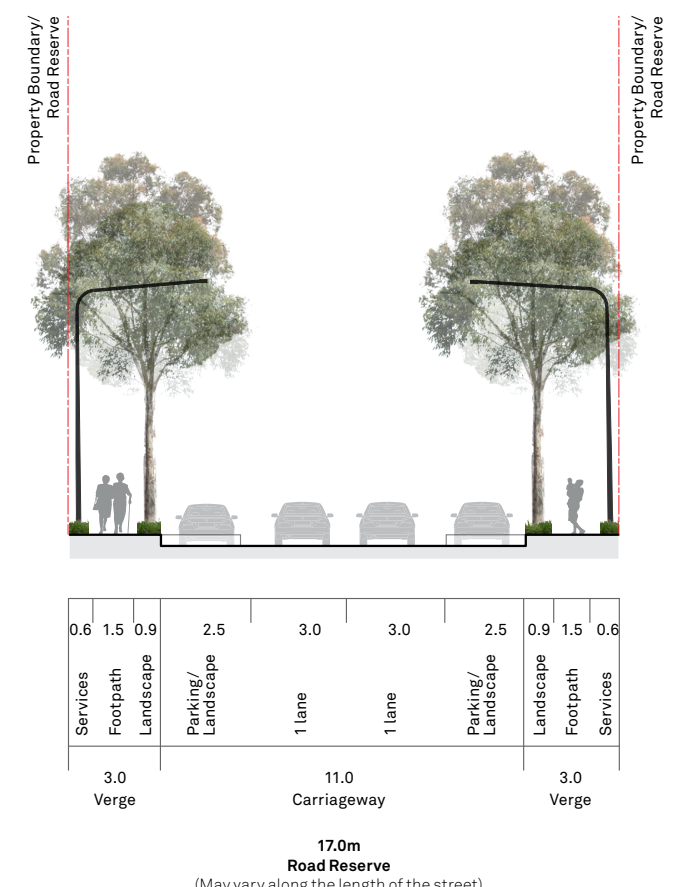 Property Boundary/
Road Reserve
Property Boundary/
Road Reserve
0.6 1.5 0.9 2.5 3.0 3.0 2.5 0.9 1.5 0.6
Services
Footpath
Landscape
Parking/
Landscape
1 lane
1 lane
Parking/
Landscape
Landscape
Footpath
Services
3.0 11.0 3.0
Verge Carriageway Verge
17.0m
Road Reserve
(May vary along the length of the street)